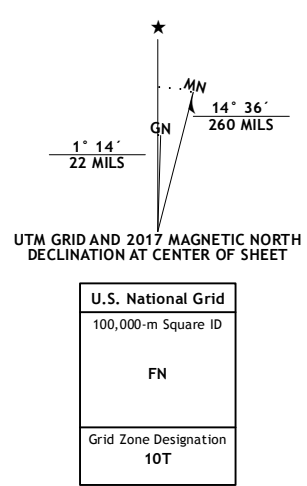 ★
MN
GN
14° 36´
260 MILS
1° 14´
22 MILS
UTM GRID AND 2017 MAGNETIC NORTH
DECLINATION AT CENTER OF SHEET
U.S. National Grid
100,000-m Square ID
FN
Grid Zone Designation
10T